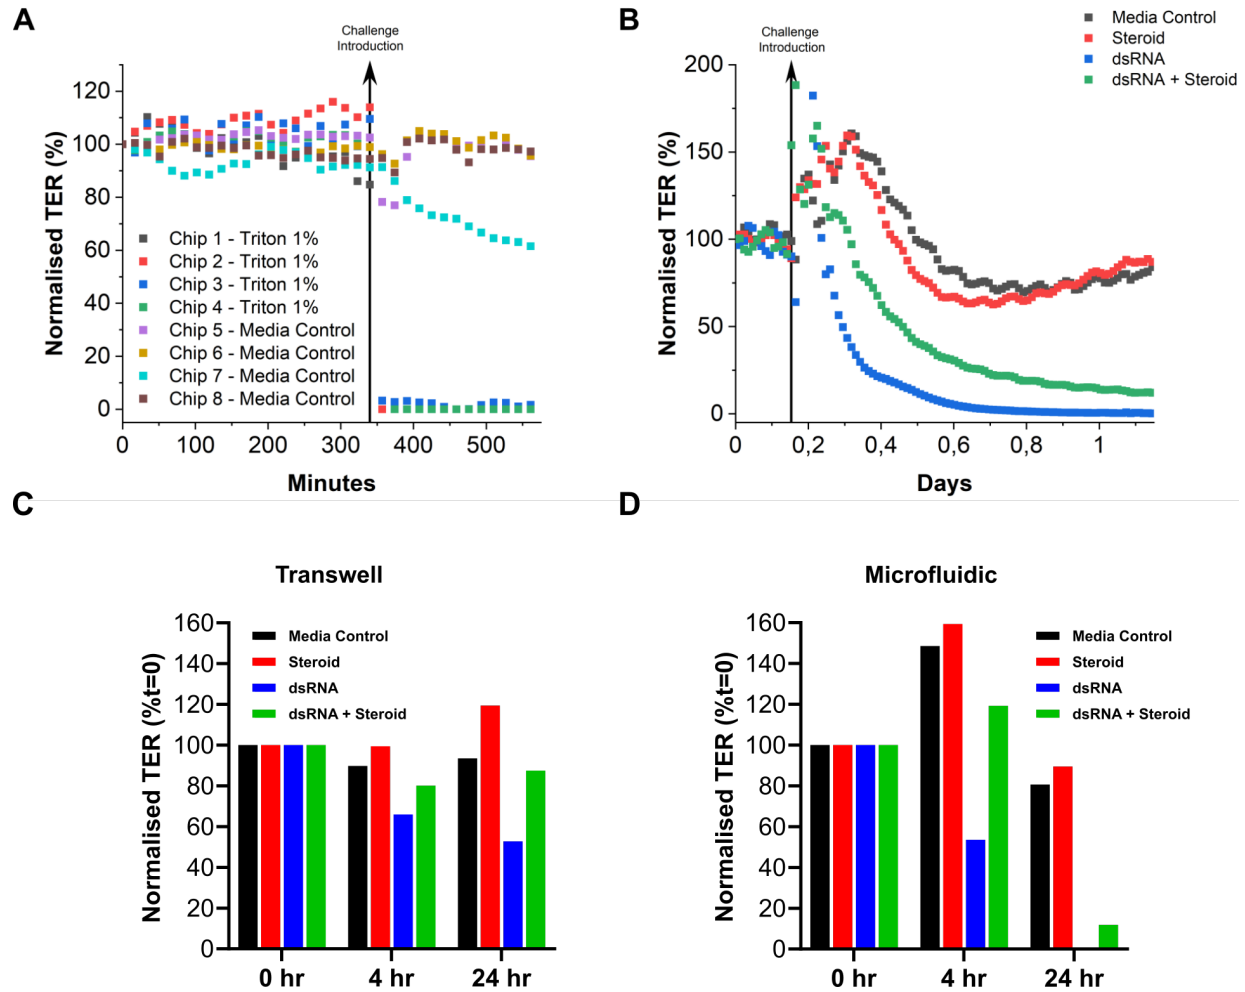 A
Challenge
Introduction
Normalised TER (%)
120
100
80
60
40
20
0
Chip 1 - Triton 1%
Chip 2 - Triton 1%
Chip 3 - Triton 1%
Chip 4 - Triton 1%
Chip 5 - Media Control
Chip 6 - Media Control
Chip 7 - Media Control
Chip 8 - Media Control
0 100 200 300 400 500
Minutes
B
Challenge
Introduction
Media Control
Steroid
dsRNA
dsRNA + Steroid
Normalised TER (%)
200
150
100
50
0
0 0,2 0,4 0,6 0,8 1
Days
C
Transwell
Normalised TER (%t=0)
160
140
120
100
80
60
40
20
0
Media Control
Steroid
dsRNA
dsRNA + Steroid
0 hr 4 hr 24 hr
D
Microfluidic
Normalised TER (%t=0)
160
140
120
100
80
60
40
20
0
Media Control
Steroid
dsRNA
dsRNA + Steroid
0 hr 4 hr 24 hr